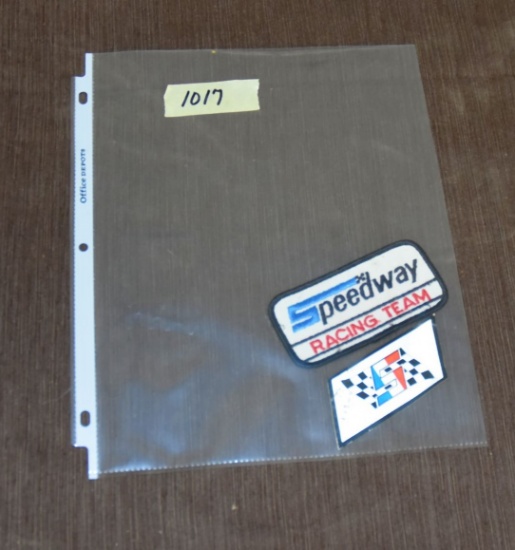 1017
Office DEPOT
Speedway
RACING TEAM
S